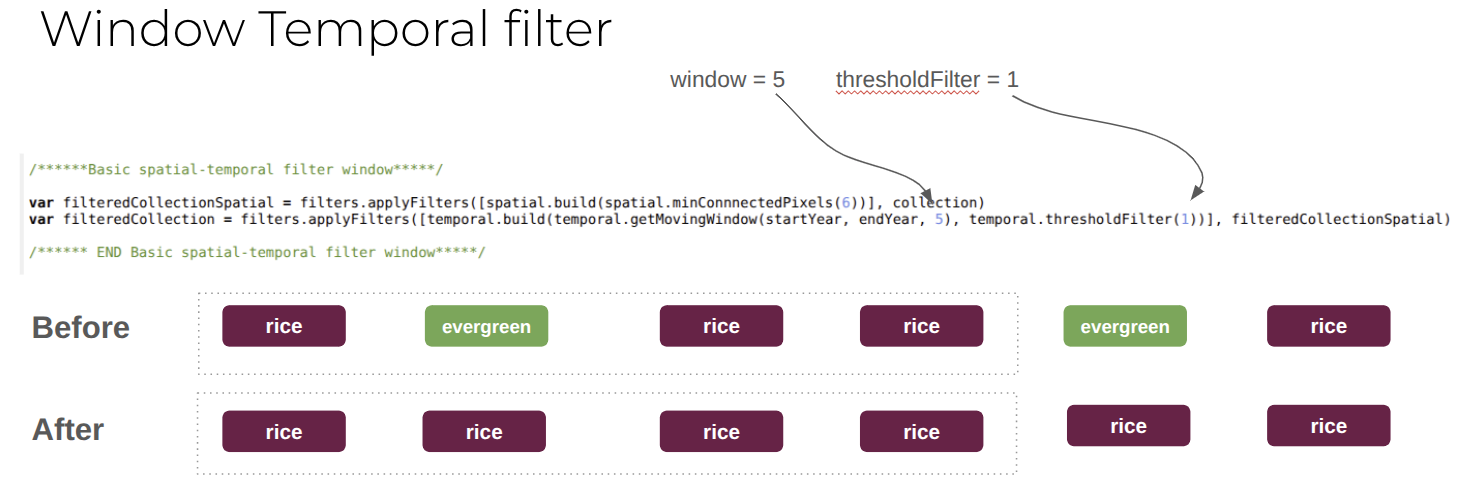 Window Temporal filter
window = 5
thresholdFilter = 1
/******Basic spatial-temporal filter window*****/
var filteredCollectionSpatial = filters.applyFilters([spatial.build(spatial.minConnnectedPixels(6))], collection)
var filteredCollection = filters.applyFilters([temporal.build(temporal.getMovingWindow(startYear, endYear, 5), temporal.thresholdFilter(1))], filteredCollectionSpatial)
/****** END Basic spatial-temporal filter window*****/
Before rice evergreen rice rice evergreen rice
After rice rice rice rice rice rice